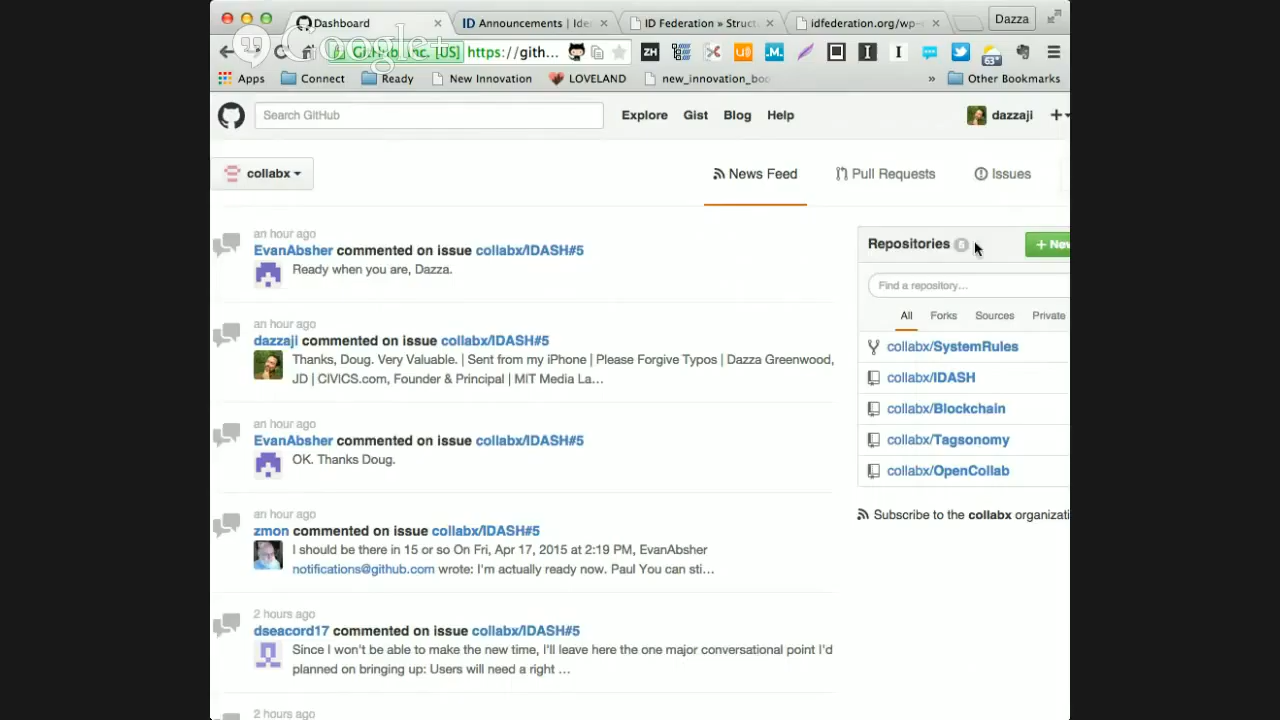 Dashboard
ID Announcements | Ide
ID Federation » Struct
idfederation.org/wp-
Dazza
Google+
GitHub, Inc. [US] https://gith...
ZH
63°
Apps
Connect
Ready
New Innovation
LOVELAND
new_innovation_boo
»
Other Bookmarks
Search GitHub
Explore
Gist
Blog
Help
dazzaji
collabx
News Feed
Pull Requests
Issues
an hour ago
EvanAbsher commented on issue collabx/IDASH#5
Ready when you are, Dazza.
an hour ago
dazzaji commented on issue collabx/IDASH#5
Thanks, Doug. Very Valuable. | Sent from my iPhone | Please Forgive Typos | Dazza Greenwood,
JD | CIVICS.com, Founder & Principal | MIT Media La...
an hour ago
EvanAbsher commented on issue collabx/IDASH#5
OK. Thanks Doug.
an hour ago
zmon commented on issue collabx/IDASH#5
I should be there in 15 or so On Fri, Apr 17, 2015 at 2:19 PM, EvanAbsher
notifications@github.com wrote: I'm actually ready now. Paul You can sti...
2 hours ago
dseacord17 commented on issue collabx/IDASH#5
Since I won't be able to make the new time, I'll leave here the one major conversational point I'd
planned on bringing up: Users will need a right ...
2 hours ago
Repositories 5
+ New
Find a repository...
All
Forks
Sources
Private
collabx/SystemRules
collabx/IDASH
collabx/Blockchain
collabx/Tagsonomy
collabx/OpenCollab
Subscribe to the collabx organizati